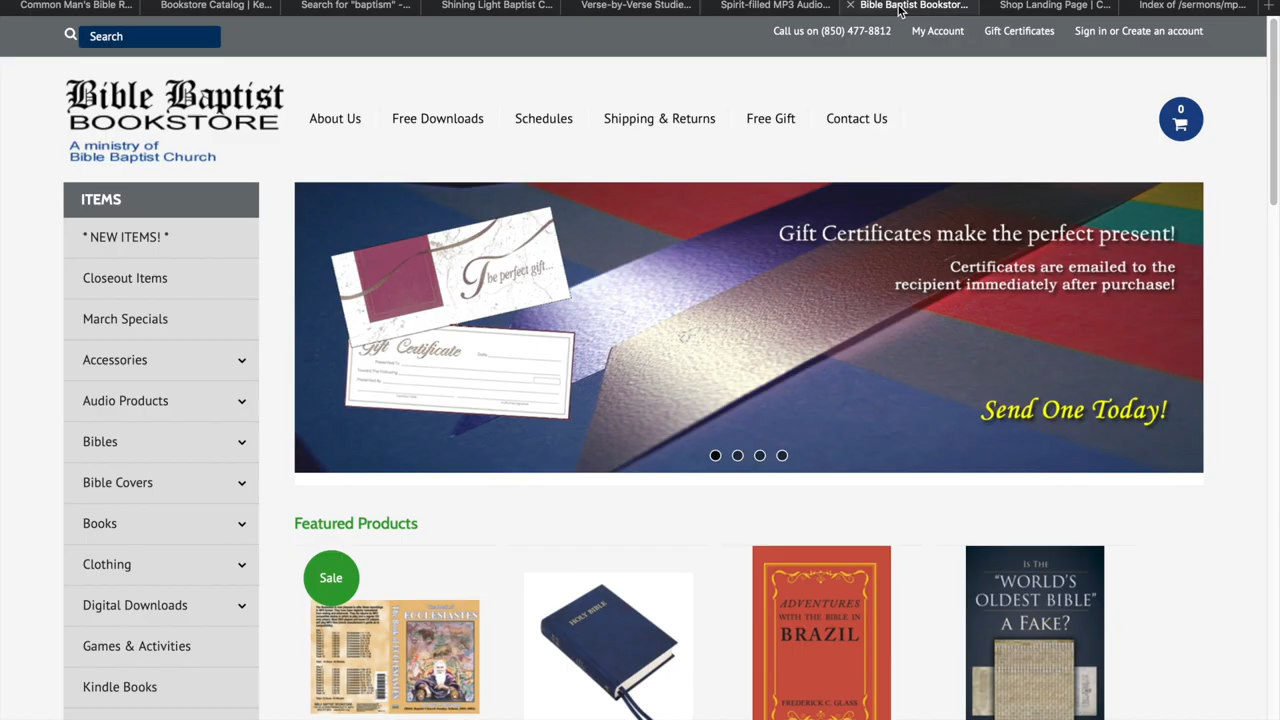 Common Man's Bible R...
Bookstore Catalog | Ke...
Search for "baptism" -...
Shining Light Baptist C...
Verse-by-Verse Studie...
Spirit-filled MP3 Audio...
Bible Baptist Bookstor...
Shop Landing Page | C...
Index of /sermons/mp...
Search
Call us on (850) 477-8812
My Account
Gift Certificates
Sign in or Create an account
Bible Baptist
BOOKSTORE
A ministry of
Bible Baptist Church
About Us
Free Downloads
Schedules
Shipping & Returns
Free Gift
Contact Us
0
ITEMS
* NEW ITEMS! *
Closeout Items
March Specials
Accessories
Audio Products
Bibles
Bible Covers
Books
Clothing
Digital Downloads
Games & Activities
Kindle Books
The perfect gift...
Gift Certificate
Gift Certificates make the perfect present!
Certificates are emailed to the
recipient immediately after purchase!
Send One Today!
Featured Products
Sale
ECCLESIASTES
HOLY BIBLE
ADVENTURES
WITH THE BIBLE IN
BRAZIL
FREDERICK C. GLASS
IS THE
"WORLD'S
OLDEST BIBLE"
A FAKE?